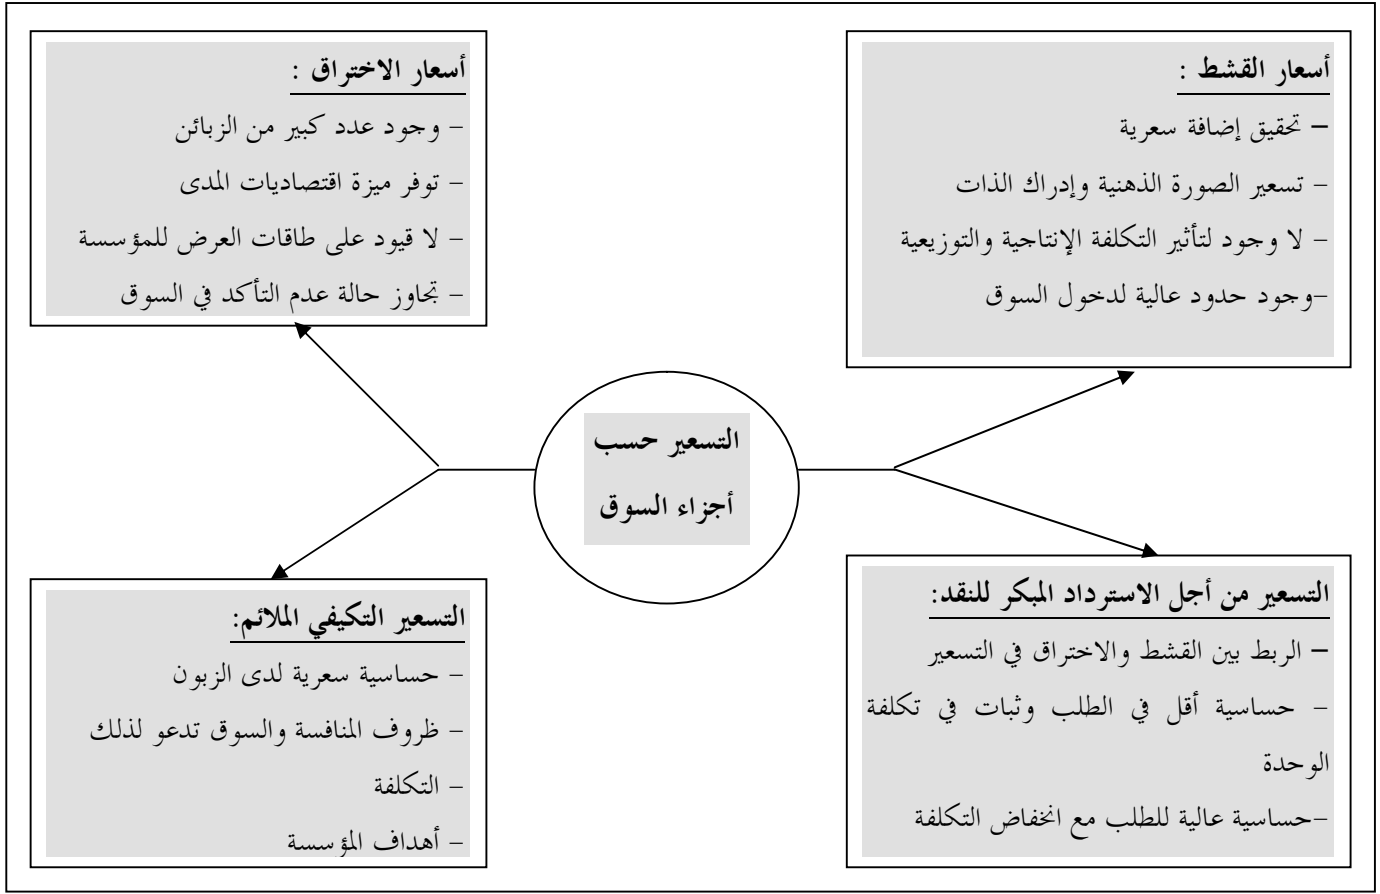 أسعار القشط :
– تحقيق إضافة سعرية
– تسعير الصورة الذهنية وإدراك الذات
– لا وجود لتأثير التكلفة الإنتاجية والتوزيعية
–وجود حدود عالية لدخول السوق
أسعار الاختراق :
– وجود عدد كبير من الزبائن
– توفر ميزة اقتصاديات المدى
– لا قيود على طاقات العرض للمؤسسة
– تجاوز حالة عدم التأكد في السوق
التسعير حسب
أجزاء السوق
التسعير من أجل الاسترداد المبكر للنقد:
– الربط بين القشط والاختراق في التسعير
– حساسية أقل في الطلب وثبات في تكلفة
الوحدة
–حساسية عالية للطلب مع انخفاض التكلفة
التسعير التكيفي الملائم:
– حساسية سعرية لدى الزبون
– ظروف المنافسة والسوق تدعو لذلك
– التكلفة
– أهداف المؤسسة